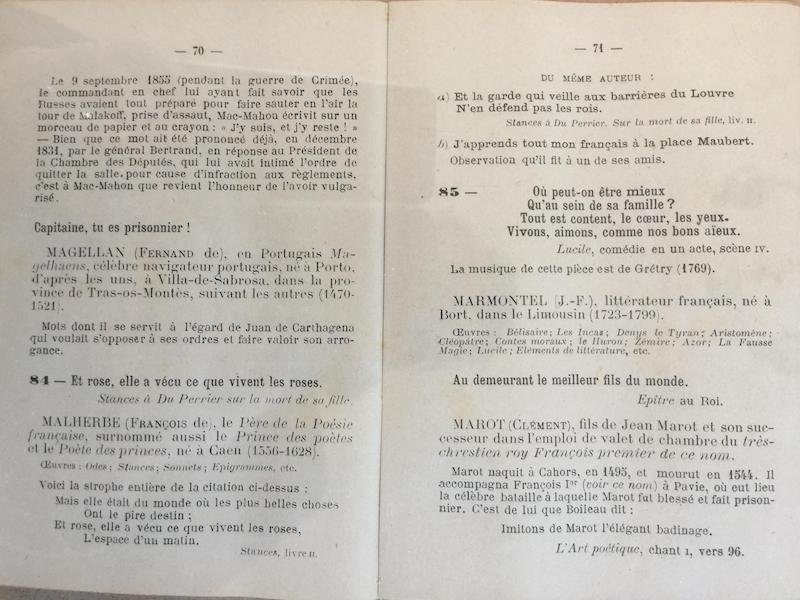 — 70 —
Le 9 septembre 1855 (pendant la guerre de Crimée),
le commandant en chef lui ayant fait savoir que les
Russes avaient tout préparé pour faire sauter en l'air la
tour de Malakoff, prise d'assaut, Mac-Mahon écrivit sur un
morceau de papier et au crayon : « J'y suis, et j'y reste ! »
— Bien que ce mot ait été prononcé déjà, en décembre
1831, par le général Bertrand, en réponse au Président de
la Chambre des Députés, qui lui avait intimé l'ordre de
quitter la salle, pour cause d'infraction aux règlements,
c'est à Mac-Mahon que revient l'honneur de l'avoir vulga-
risé.
Capitaine, tu es prisonnier !
MAGELLAN (FERNAND de), en Portugais Ma-
gelhaens, célèbre navigateur portugais, né à Porto,
d'après les uns, à Villa-de-Sabrosa, dans la pro-
vince de Tras-os-Montès, suivant les autres (1470-
1521).
Mots dont il se servit à l'égard de Juan de Carthagena
qui voulait s'opposer à ses ordres et faire valoir son arro-
gance.
84 — Et rose, elle a vécu ce que vivent les roses.
Stances à Du Perrier sur la mort de sa fille.
MALHERBE (FRANÇOIS de), le Père de la Poésie
française, surnommé aussi le Prince des poètes
et le Poète des princes, né à Caen (1556-1628).
Œuvres : Odes ; Stances ; Sonnets ; Epigrammes, etc.
Voici la strophe entière de la citation ci-dessus :
Mais elle était du monde où les plus belles choses
Ont le pire destin ;
Et rose, elle a vécu ce que vivent les roses,
L'espace d'un matin.
Stances, livre II.
— 71 —
DU MÊME AUTEUR :
a) Et la garde qui veille aux barrières du Louvre
N'en défend pas les rois.
Stances à Du Perrier. Sur la mort de sa fille, liv. II.
b) J'apprends tout mon français à la place Maubert.
Observation qu'il fit à un de ses amis.
85 — Où peut-on être mieux
Qu'au sein de sa famille ?
Tout est content, le cœur, les yeux.
Vivons, aimons, comme nos bons aïeux.
Lucile, comédie en un acte, scène IV.
La musique de cette pièce est de Grétry (1769).
MARMONTEL (J.-F.), littérateur français, né à
Bort, dans le Limousin (1723-1799).
Œuvres : Bélisaire ; Les Incas ; Denys le Tyran ; Aristomène ;
Cléopâtre ; Contes moraux ; le Huron ; Zémire ; Azor ; La Fausse
Magie ; Lucile ; Eléments de littérature, etc.
Au demeurant le meilleur fils du monde.
Epitre au Roi.
MAROT (CLÉMENT), fils de Jean Marot et son suc-
cesseur dans l'emploi de valet de chambre du très-
chrestien roy François premier de ce nom.
Marot naquit à Cahors, en 1495, et mourut en 1544. Il
accompagna François Ier (voir ce nom) à Pavie, où eut lieu
la célèbre bataille à laquelle Marot fut blessé et fait prison-
nier. C'est de lui que Boileau dit :
Imitons de Marot l'élégant badinage.
L'Art poétique, chant I, vers 96.